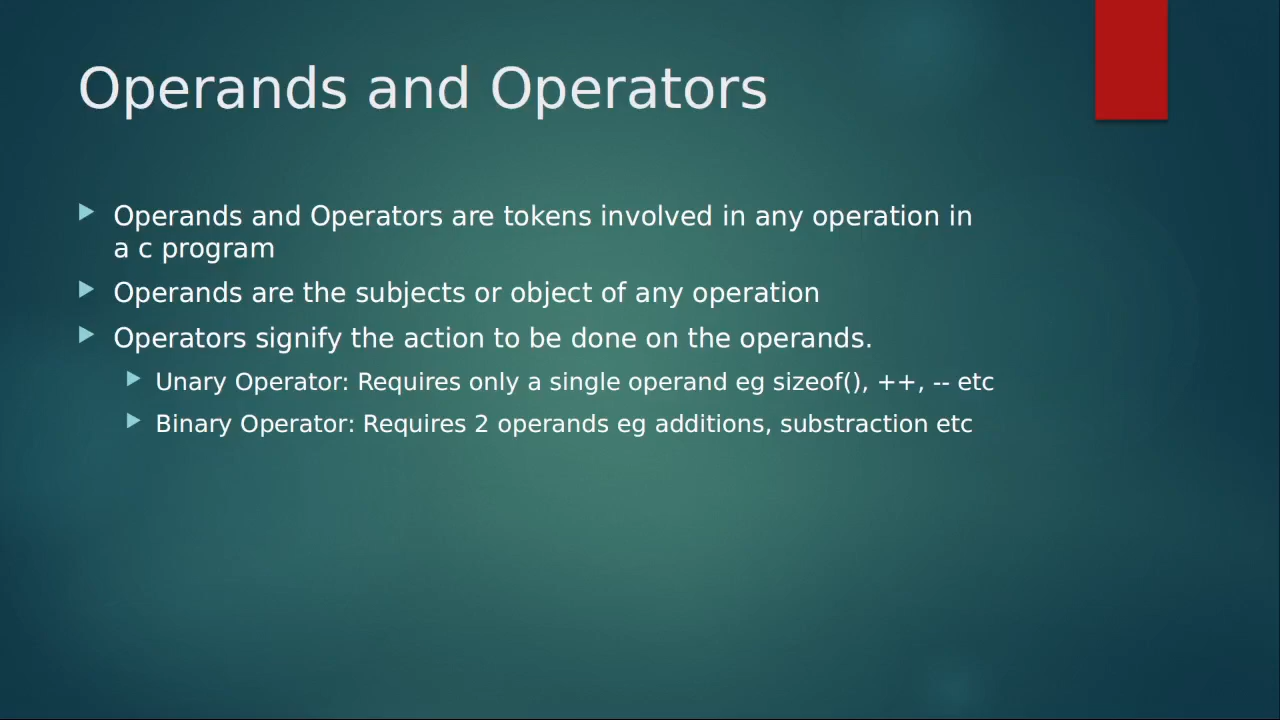 Operands and Operators
Operands and Operators are tokens involved in any operation in
a c program
Operands are the subjects or object of any operation
Operators signify the action to be done on the operands.
Unary Operator: Requires only a single operand eg sizeof(), ++, -- etc
Binary Operator: Requires 2 operands eg additions, substraction etc